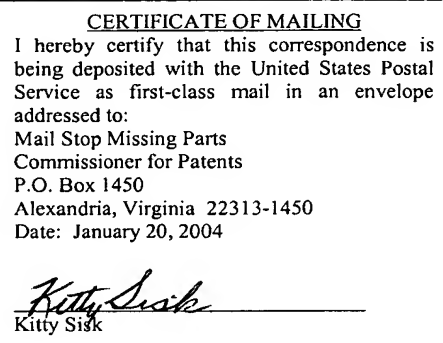 CERTIFICATE OF MAILING
I hereby certify that this correspondence is
being deposited with the United States Postal
Service as first-class mail in an envelope
addressed to:
Mail Stop Missing Parts
Commissioner for Patents
P.O. Box 1450
Alexandria, Virginia 22313-1450
Date: January 20, 2004
Kitty Sisk
Kitty Sisk